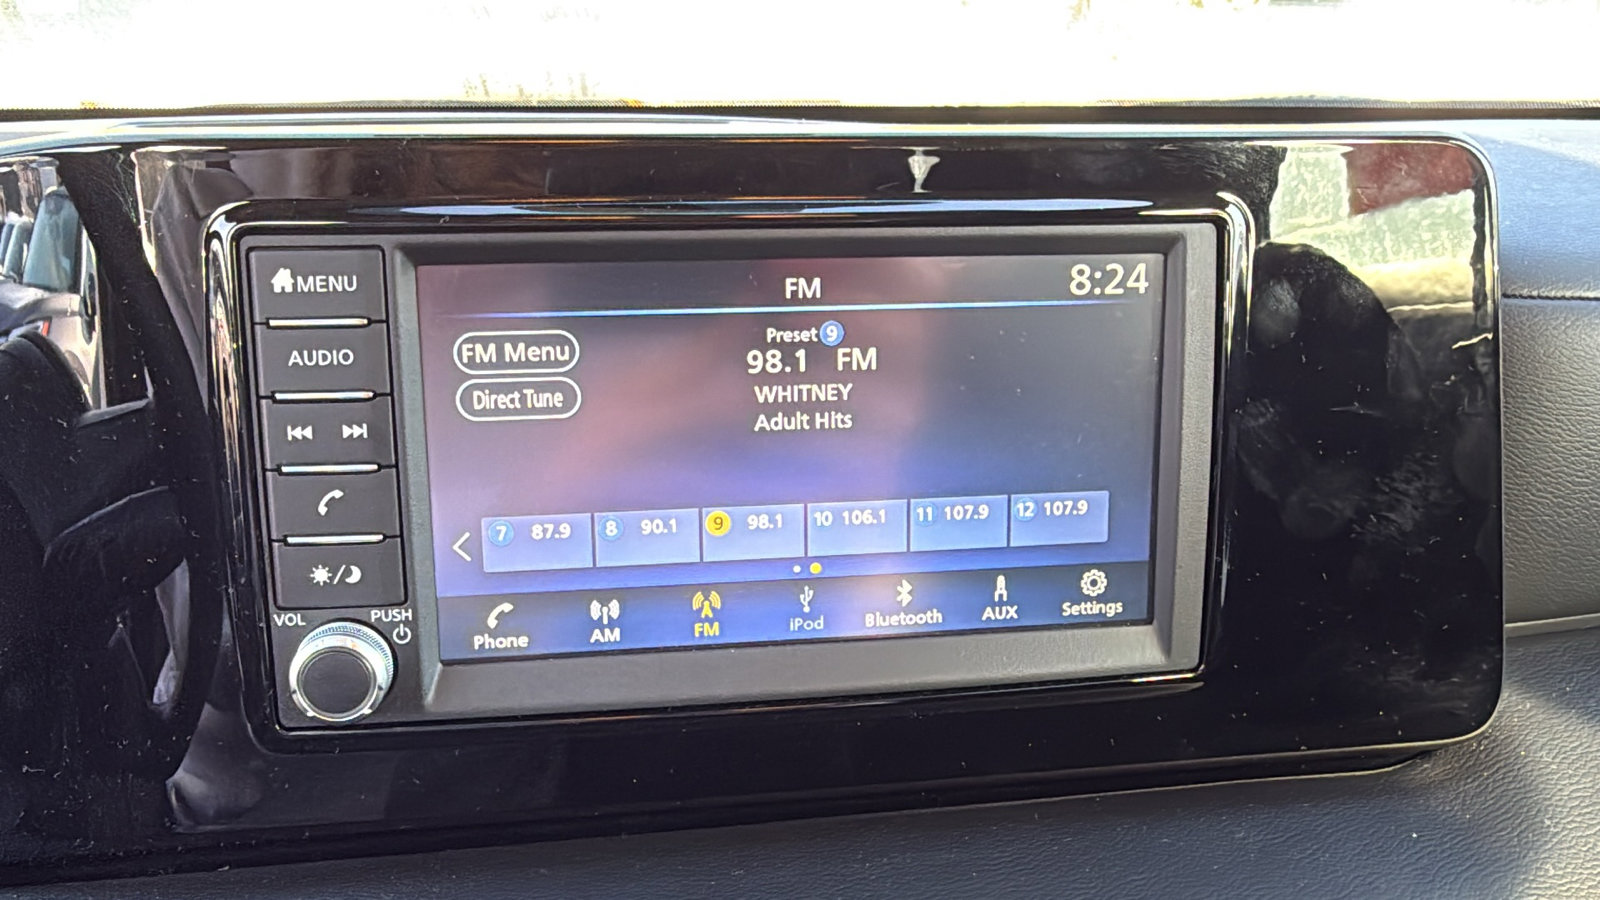 MENU
AUDIO
VOL
PUSH
FM
8:24
FM Menu
Direct Tune
Preset 9
98.1 FM
WHITNEY
Adult Hits
7 87.9
8 90.1
9 98.1
10 106.1
11 107.9
12 107.9
Phone
AM
FM
iPod
Bluetooth
AUX
Settings